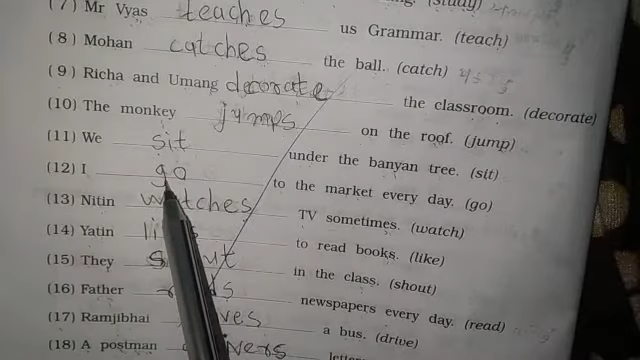 (study)
(7) Mr Vyas teaches us Grammar. (teach)
(8) Mohan catches the ball. (catch)
(9) Richa and Umang decorate the classroom. (decorate)
(10) The monkey jumps on the roof. (jump)
(11) We sit under the banyan tree. (sit)
(12) I go to the market every day. (go)
(13) Nitin watches TV sometimes. (watch)
(14) Yatin to read books. (like)
(15) They in the class. (shout)
(16) Father newspapers every day. (read)
(17) Ramjibhai a bus. (drive)
(18) A postman